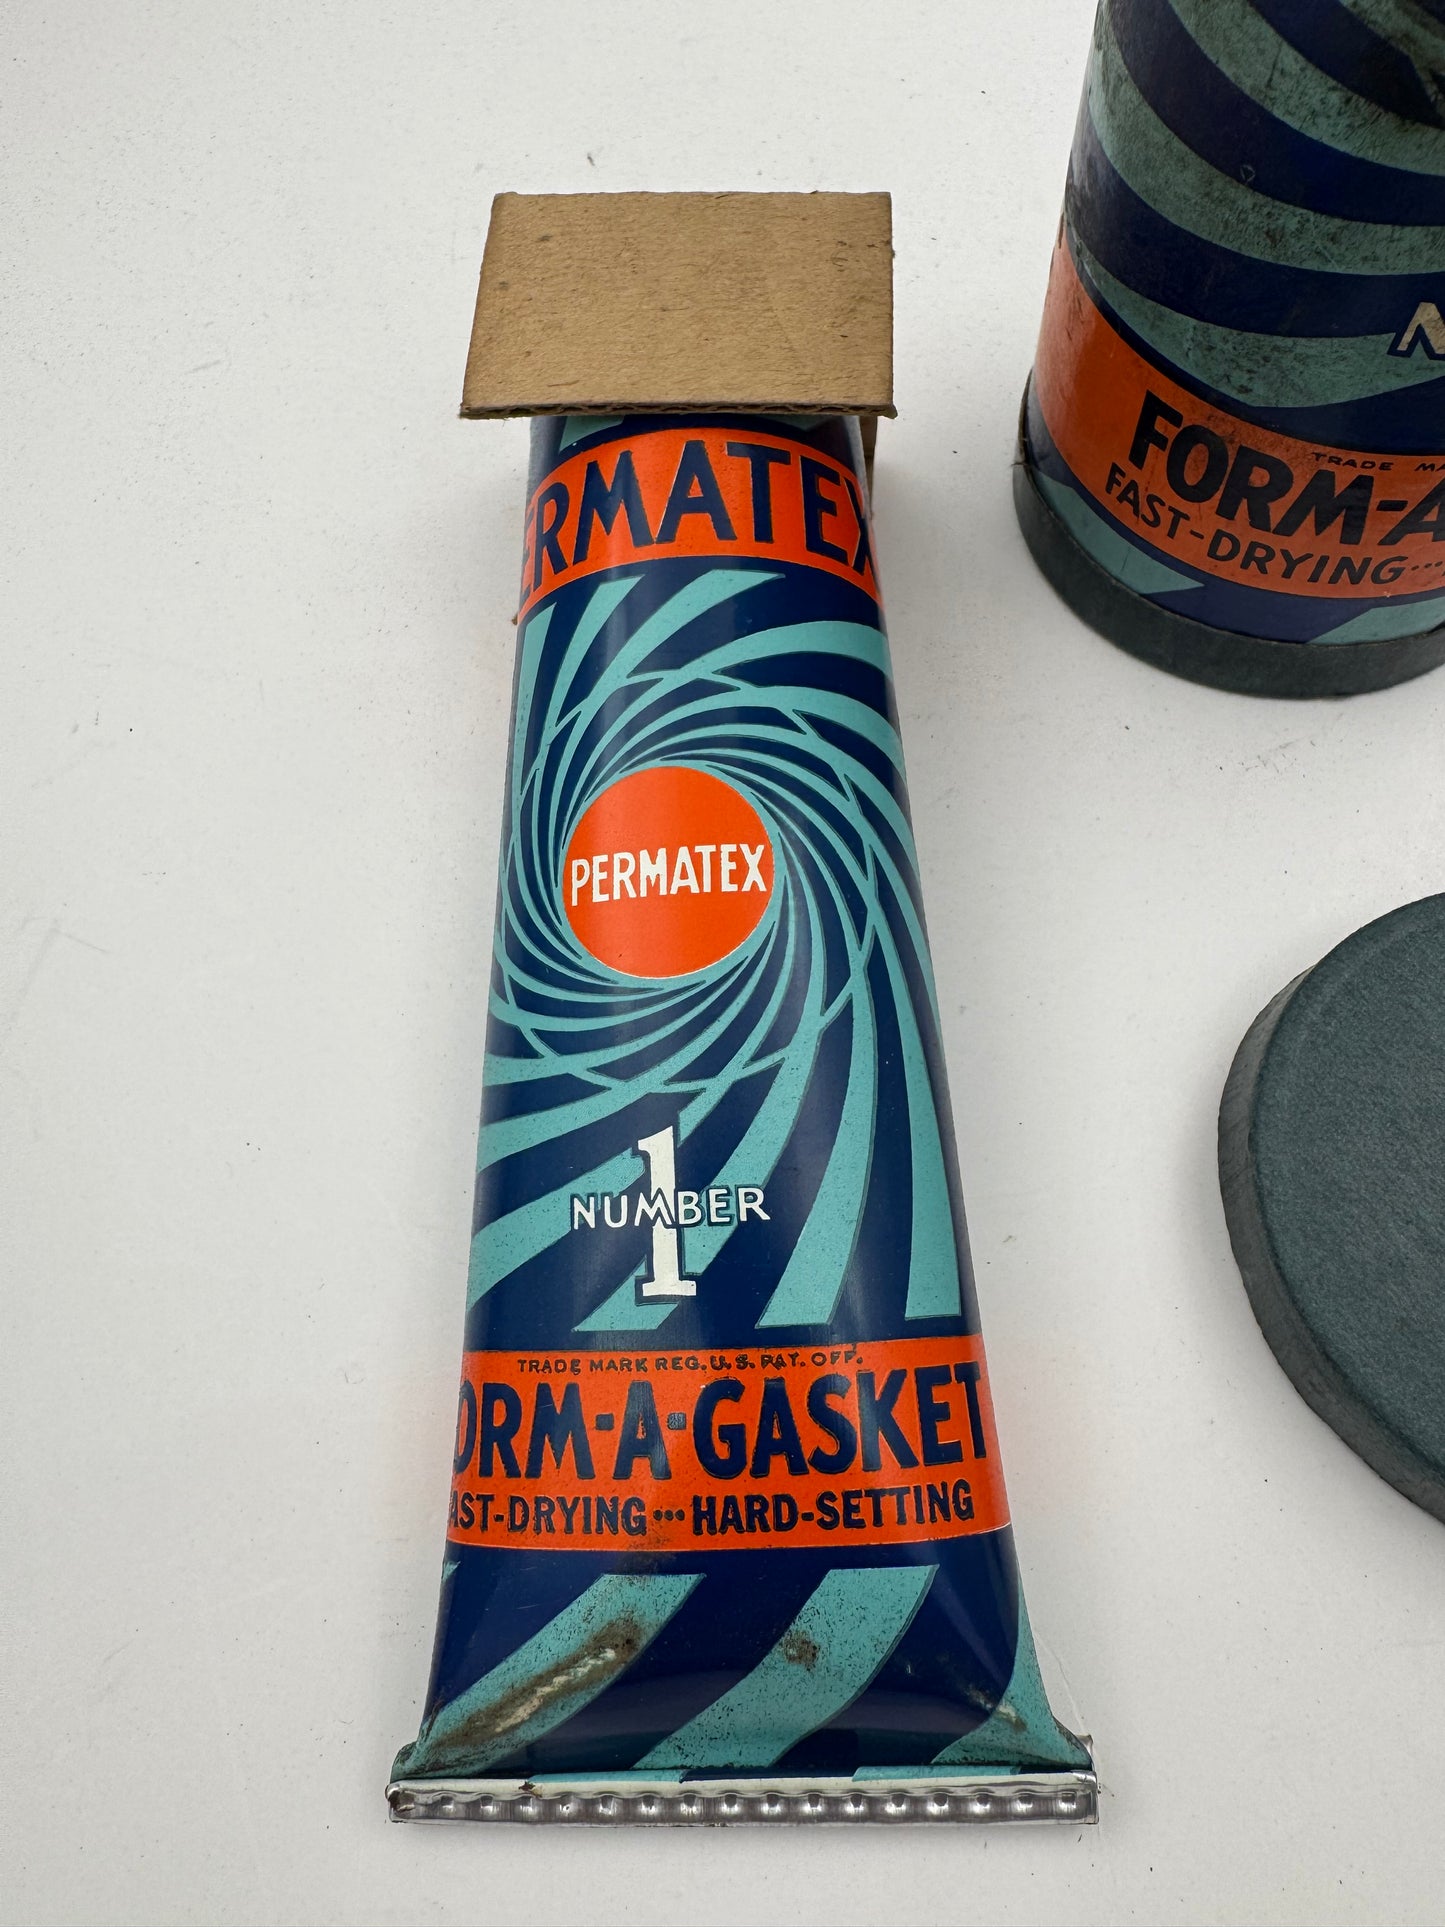 ERMATEX
PERMATEX
NUMBER
1
TRADE MARK REG. U. S. PAT. OFF.
ORM-A-GASKET
AST-DRYING···HARD-SETTING
N
TRADE MA
FORM-A
FAST-DRYING···